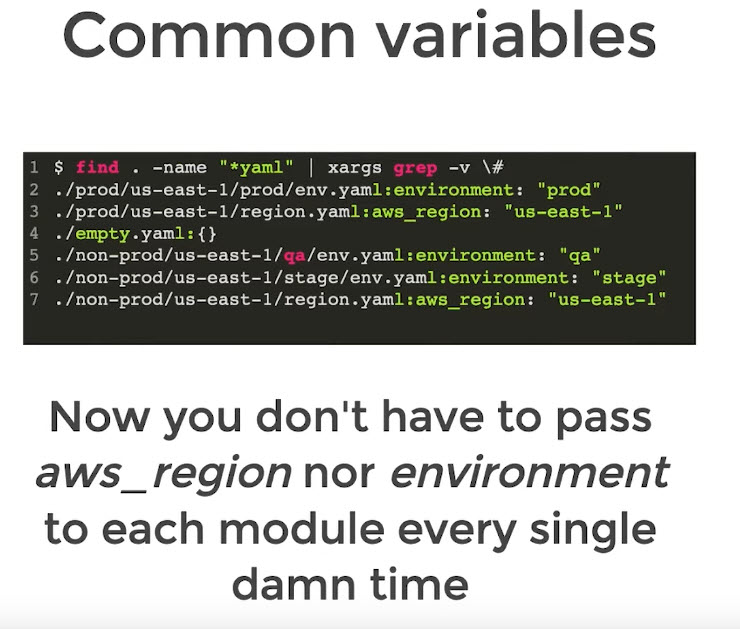 Common variables
1 $ find . -name "*yaml" | xargs grep -v \#
2 ./prod/us-east-1/prod/env.yaml:environment: "prod"
3 ./prod/us-east-1/region.yaml:aws_region: "us-east-1"
4 ./empty.yaml:{}
5 ./non-prod/us-east-1/qa/env.yaml:environment: "qa"
6 ./non-prod/us-east-1/stage/env.yaml:environment: "stage"
7 ./non-prod/us-east-1/region.yaml:aws_region: "us-east-1"
Now you don't have to pass
aws_region nor environment
to each module every single
damn time